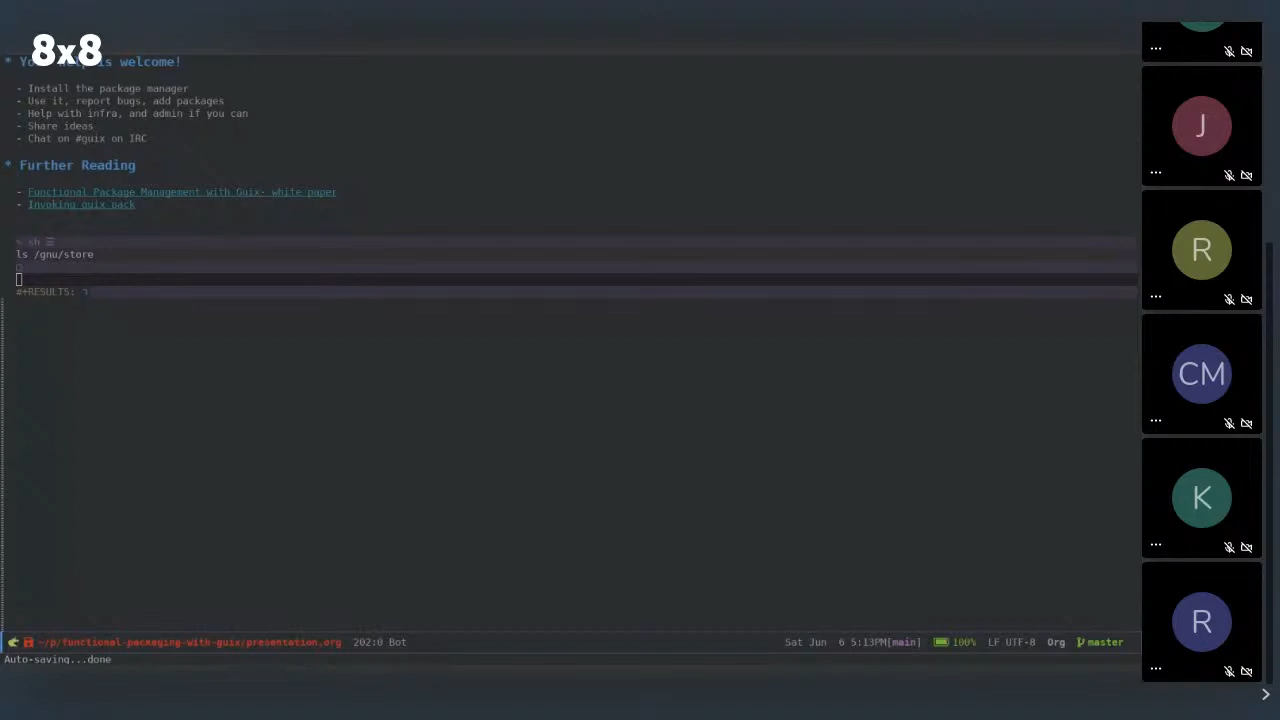 8x8
* Your help is welcome!
- Install the package manager
- Use it, report bugs, add packages
- Help with infra, and admin if you can
- Share ideas
- Chat on #guix on IRC
* Further Reading
- Functional Package Management with Guix- white paper
- Invoking guix pack
sh
ls /gnu/store
#+RESULTS:
~/p/functional-packaging-with-guix/presentation.org 202:0 Bot
Sat Jun 6 5:13PM[main] 100% LF UTF-8 Org master
Auto-saving...done
J
R
CM
K
R